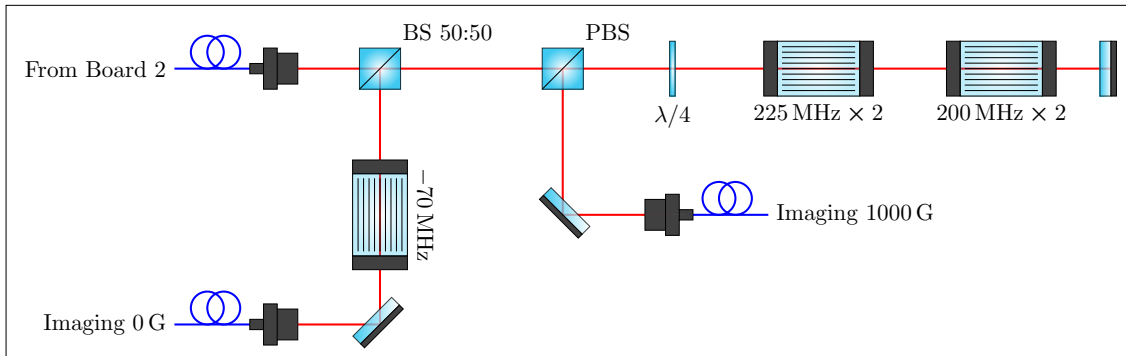 BS 50:50
PBS
From Board 2
λ/4
225 MHz × 2
200 MHz × 2
−70 MHz
Imaging 1000 G
Imaging 0 G